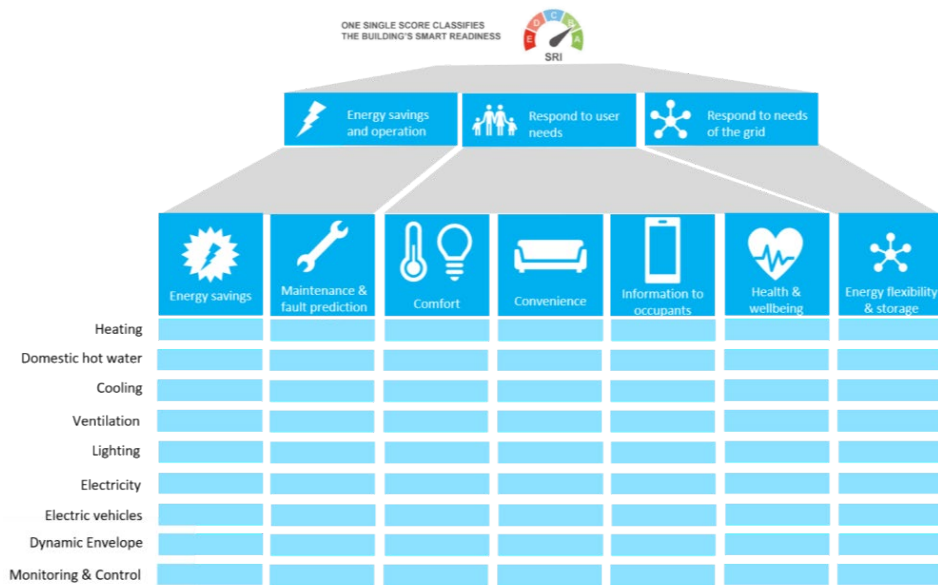 ONE SINGLE SCORE CLASSIFIES
THE BUILDING'S SMART READINESS
E D C B A
SRI
Energy savings
and operation
Respond to user
needs
Respond to needs
of the grid
Energy savings
Maintenance &
fault prediction
Comfort
Convenience
Information to
occupants
Health &
wellbeing
Energy flexibility
& storage
Heating
Domestic hot water
Cooling
Ventilation
Lighting
Electricity
Electric vehicles
Dynamic Envelope
Monitoring & Control